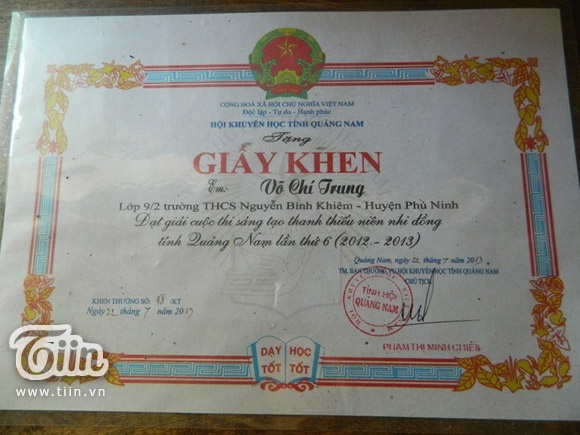 CỘNG HOÀ XÃ HỘI CHỦ NGHĨA VIỆT NAM
Độc lập - Tự do - Hạnh phúc
HỘI KHUYẾN HỌC TỈNH QUẢNG NAM
Tặng
GIẤY KHEN
Em: Võ Chí Trung
Lớp 9/2 trường THCS Nguyễn Bỉnh Khiêm - Huyện Phú Ninh
Đạt giải cuộc thi sáng tạo thanh thiếu niên nhi đồng
tỉnh Quảng Nam lần thứ 6 (2012 - 2013)
Quảng Nam, ngày 22 tháng 7 năm 2013
TM. BAN THƯỜNG VỤ HỘI KHUYẾN HỌC TỈNH QUẢNG NAM
CHỦ TỊCH
TỈNH HỘI
QUẢNG NAM
KHEN THƯỞNG SỐ: 48 /KT
Ngày 22 tháng 7 năm 2013
PHẠM THỊ MINH CHIẾN
DẠY TỐT
HỌC TỐT
Tiin
www.tiin.vn